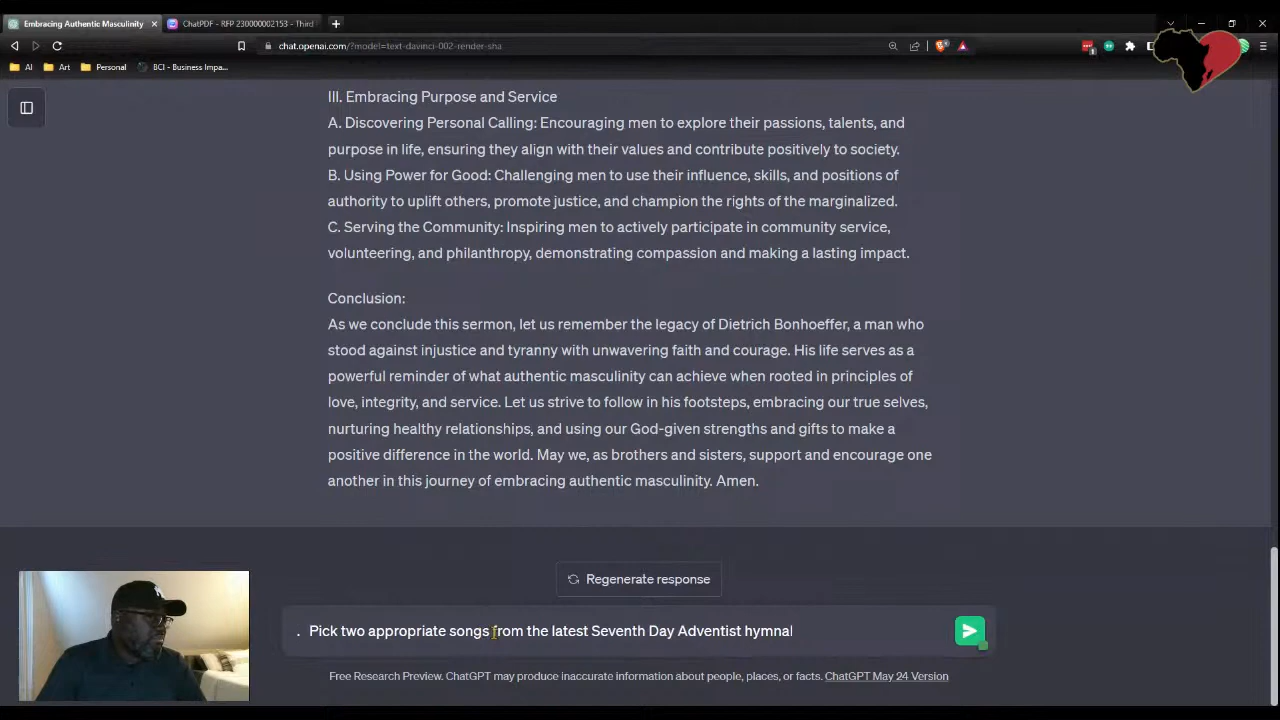 Embracing Authentic Masculinity
ChatPDF - RFP 230000002153 - Third
chat.openai.com/?model=text-davinci-002-render-sha
AI
Art
Personal
BCI - Business Impa...
III. Embracing Purpose and Service
A. Discovering Personal Calling: Encouraging men to explore their passions, talents, and
purpose in life, ensuring they align with their values and contribute positively to society.
B. Using Power for Good: Challenging men to use their influence, skills, and positions of
authority to uplift others, promote justice, and champion the rights of the marginalized.
C. Serving the Community: Inspiring men to actively participate in community service,
volunteering, and philanthropy, demonstrating compassion and making a lasting impact.
Conclusion:
As we conclude this sermon, let us remember the legacy of Dietrich Bonhoeffer, a man who
stood against injustice and tyranny with unwavering faith and courage. His life serves as a
powerful reminder of what authentic masculinity can achieve when rooted in principles of
love, integrity, and service. Let us strive to follow in his footsteps, embracing our true selves,
nurturing healthy relationships, and using our God-given strengths and gifts to make a
positive difference in the world. May we, as brothers and sisters, support and encourage one
another in this journey of embracing authentic masculinity. Amen.
Regenerate response
. Pick two appropriate songs from the latest Seventh Day Adventist hymnal
Free Research Preview. ChatGPT may produce inaccurate information about people, places, or facts. ChatGPT May 24 Version